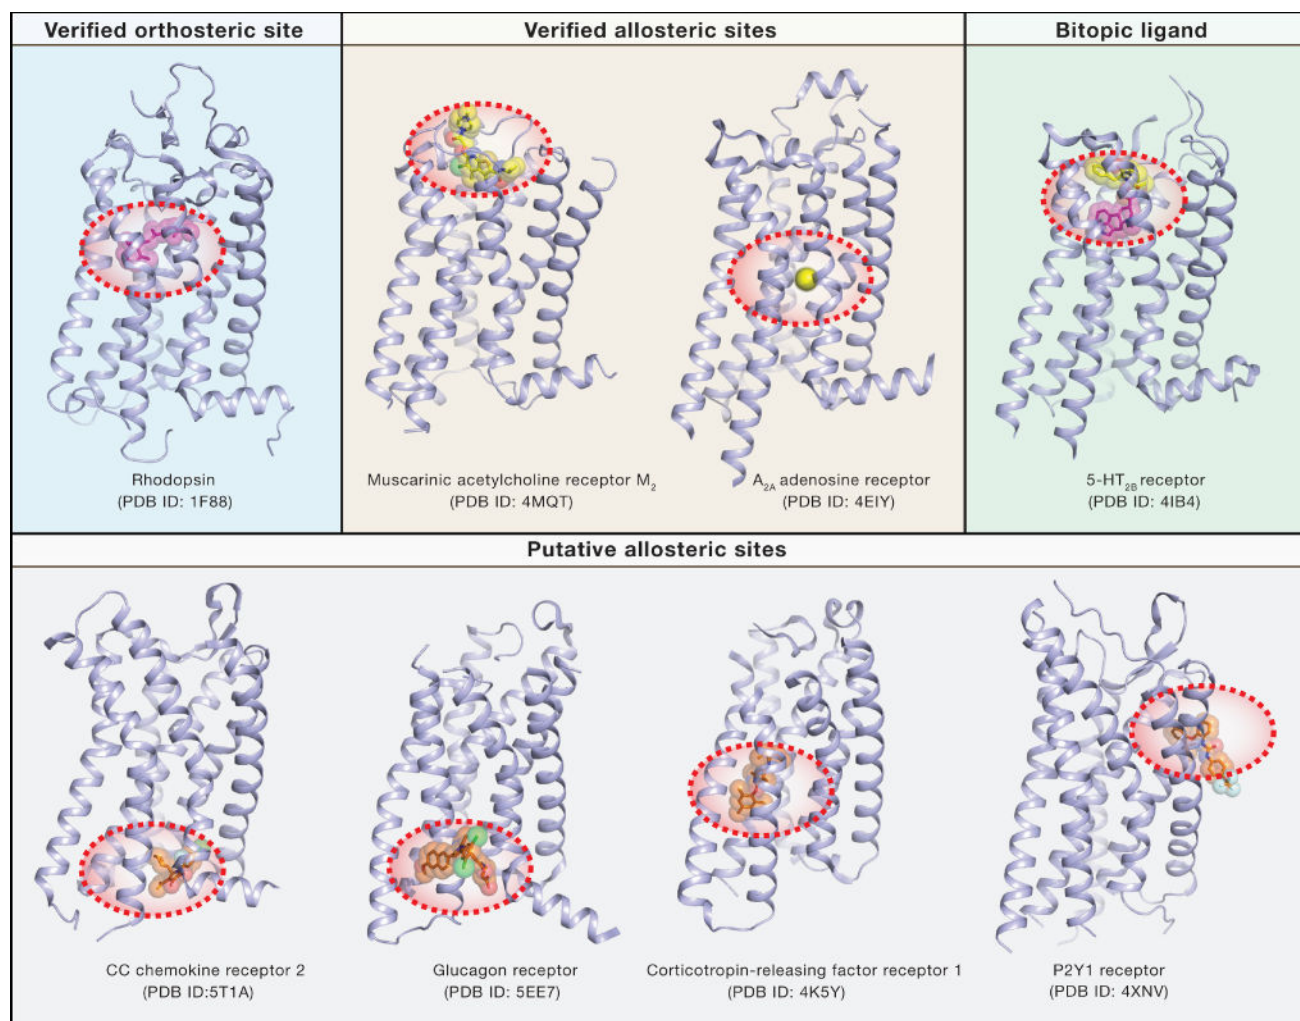 Verified orthosteric site
Verified allosteric sites
Bitopic ligand
Rhodopsin
(PDB ID: 1F88)
Muscarinic acetylcholine receptor M₂
(PDB ID: 4MQT)
A₂A adenosine receptor
(PDB ID: 4EIY)
5-HT₂B receptor
(PDB ID: 4IB4)
Putative allosteric sites
CC chemokine receptor 2
(PDB ID:5T1A)
Glucagon receptor
(PDB ID: 5EE7)
Corticotropin-releasing factor receptor 1
(PDB ID: 4K5Y)
P2Y1 receptor
(PDB ID: 4XNV)